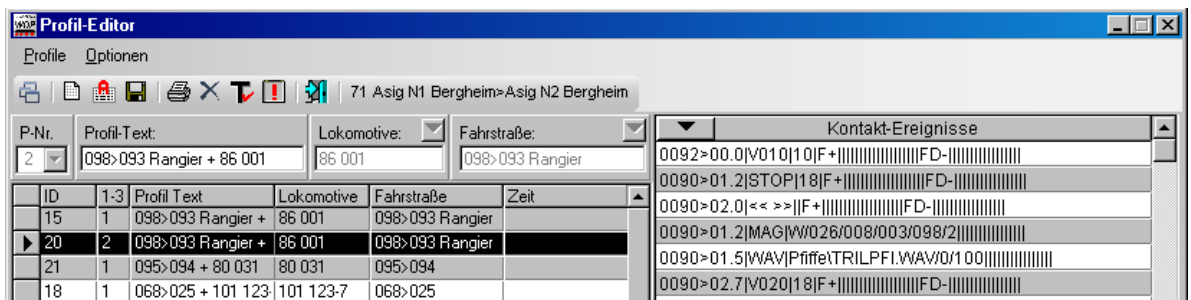 Profil-Editor
Profile Optionen
71 Asig N1 Bergheim>Asig N2 Bergheim
P-Nr. Profil-Text: Lokomotive: Fahrstraße:
2 098>093 Rangier + 86 001 86 001 098>093 Rangier
ID 1-3 Profil Text Lokomotive Fahrstraße Zeit
15 1 098>093 Rangier + 86 001 098>093 Rangier
20 2 098>093 Rangier + 86 001 098>093 Rangier
21 1 095>094 + 80 031 80 031 095>094
18 1 068>025 + 101 123- 101 123-7 068>025
Kontakt-Ereignisse
0092>00.0|V010|10|F+||||||||||||||||||FD-||||||||||||||||
0090>01.2|STOP|18|F+||||||||||||||||||FD-||||||||||||||||
0090>02.0|<< >>||F+||||||||||||||||||FD-||||||||||||||||
0090>01.2|MAG|W/026/008/003/098/2||||||||||||||||
0090>01.5|WAV|Pfiffe\TRILPFI.WAV/0/100||||||||||||||||
0090>02.7|V020|18|F+||||||||||||||||||FD-||||||||||||||||